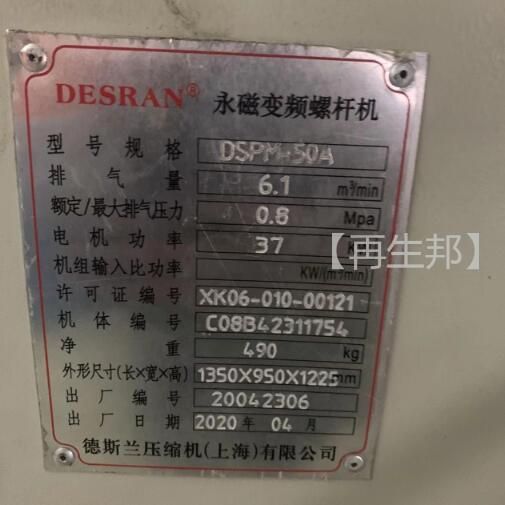 DESRAN® 永磁变频螺杆机
型号规格 DSPM-50A
排气量 6.1 m³/min
额定/最大排气压力 0.8 Mpa
电机功率 37
机组输入比功率 KW/(m³/min)
许可证编号 XK06-010-00121
机体编号 C08B42311754
净重 490 kg
外形尺寸(长×宽×高) 1350X950X1225mm
出厂编号 20042306
出厂日期 2020年 04月
德斯兰压缩机(上海)有限公司
【再生邦】